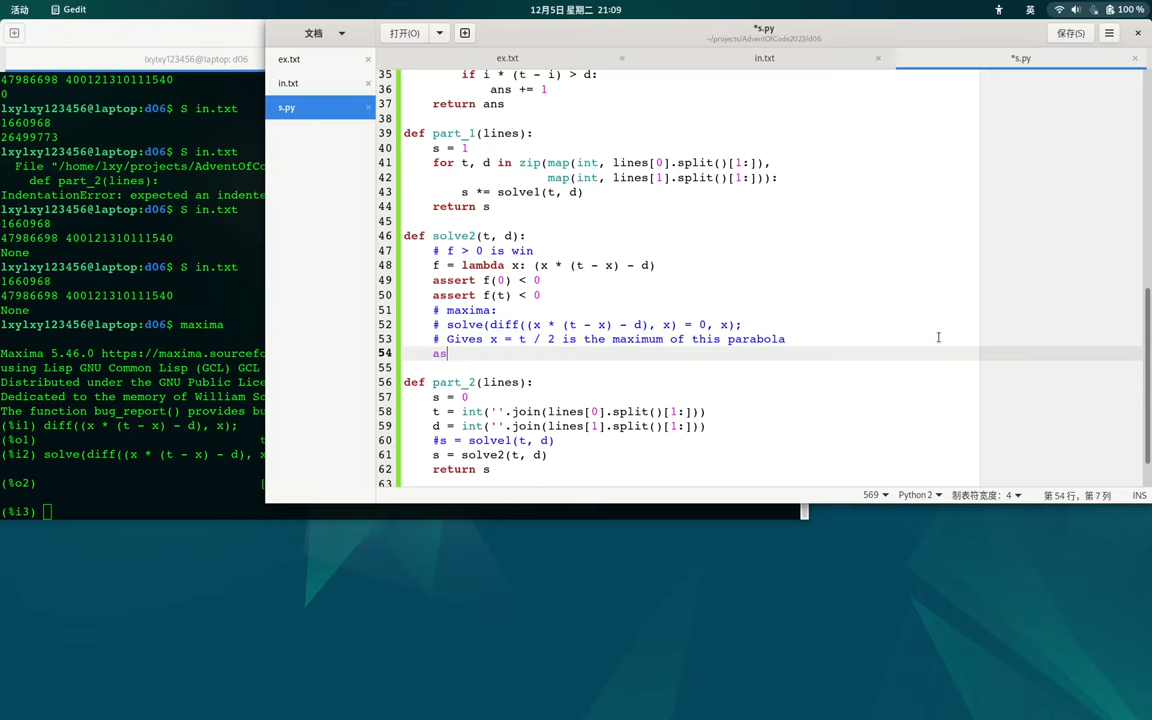 活动 Gedit 12月5日 星期二 21:09 英 100 %
文档 打开(O) *s.py 保存(S)
~/projects/AdventOfCode2023/d06
lxylxy123456@laptop: d06
ex.txt in.txt *s.py
ex.txt
in.txt
s.py
47986698 400121310111540
0
lxylxy123456@laptop:d06$ S in.txt
1660968
26499773
lxylxy123456@laptop:d06$ S in.txt
File "/home/lxy/projects/AdventOfCo
def part_2(lines):
IndentationError: expected an indente
lxylxy123456@laptop:d06$ S in.txt
1660968
47986698 400121310111540
None
lxylxy123456@laptop:d06$ S in.txt
1660968
47986698 400121310111540
None
lxylxy123456@laptop:d06$ maxima
Maxima 5.46.0 https://maxima.sourcefo
using Lisp GNU Common Lisp (GCL) GCL
Distributed under the GNU Public Lice
Dedicated to the memory of William Sc
The function bug_report() provides bu
(%i1) diff((x * (t - x) - d), x);
(%o1) t
(%i2) solve(diff((x * (t - x) - d), x
(%o2) [
(%i3)
35 if i * (t - i) > d:
36 ans += 1
37 return ans
38
39 def part_1(lines):
40 s = 1
41 for t, d in zip(map(int, lines[0].split()[1:]),
42 map(int, lines[1].split()[1:])):
43 s *= solve1(t, d)
44 return s
45
46 def solve2(t, d):
47 # f > 0 is win
48 f = lambda x: (x * (t - x) - d)
49 assert f(0) < 0
50 assert f(t) < 0
51 # maxima:
52 # solve(diff((x * (t - x) - d), x) = 0, x);
53 # Gives x = t / 2 is the maximum of this parabola
54 as
55
56 def part_2(lines):
57 s = 0
58 t = int(''.join(lines[0].split()[1:]))
59 d = int(''.join(lines[1].split()[1:]))
60 #s = solve1(t, d)
61 s = solve2(t, d)
62 return s
63
569 Python 2 制表符宽度：4 第 54 行，第 7 列 INS